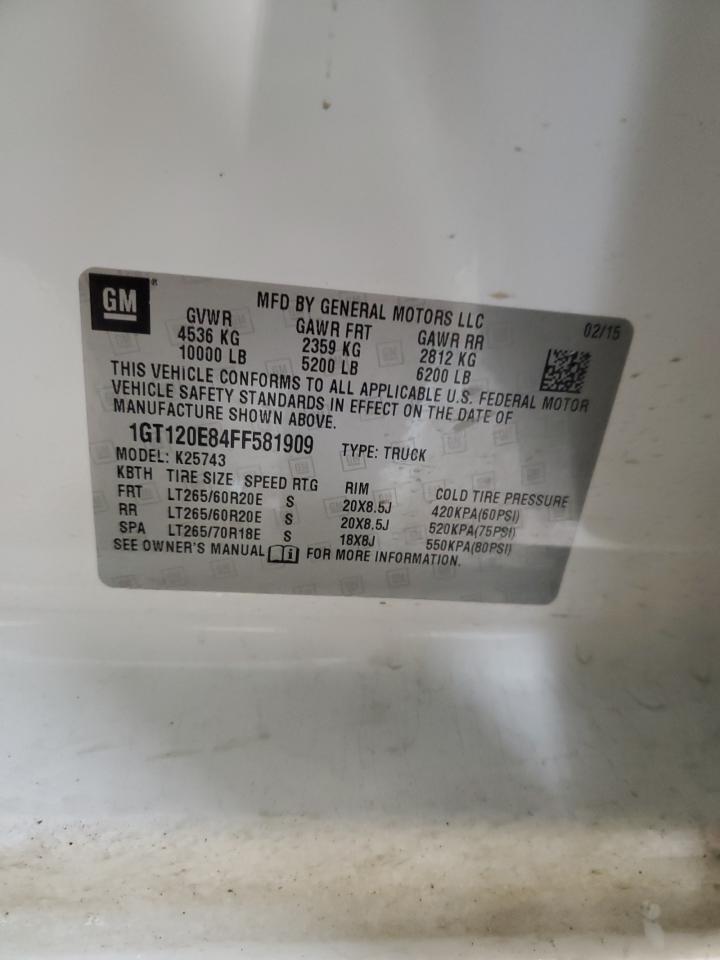 GM®
MFD BY GENERAL MOTORS LLC
02/15
GVWR GAWR FRT GAWR RR
4536 KG 2359 KG 2812 KG
10000 LB 5200 LB 6200 LB
THIS VEHICLE CONFORMS TO ALL APPLICABLE U.S. FEDERAL MOTOR
VEHICLE SAFETY STANDARDS IN EFFECT ON THE DATE OF
MANUFACTURE SHOWN ABOVE.
1GT120E84FF581909 TYPE: TRUCK
MODEL: K25743
KBTH TIRE SIZE SPEED RTG RIM COLD TIRE PRESSURE
FRT LT265/60R20E S 20X8.5J 420KPA(60PSI)
RR LT265/60R20E S 20X8.5J 520KPA(75PSI)
SPA LT265/70R18E S 18X8J 550KPA(80PSI)
SEE OWNER'S MANUAL FOR MORE INFORMATION.